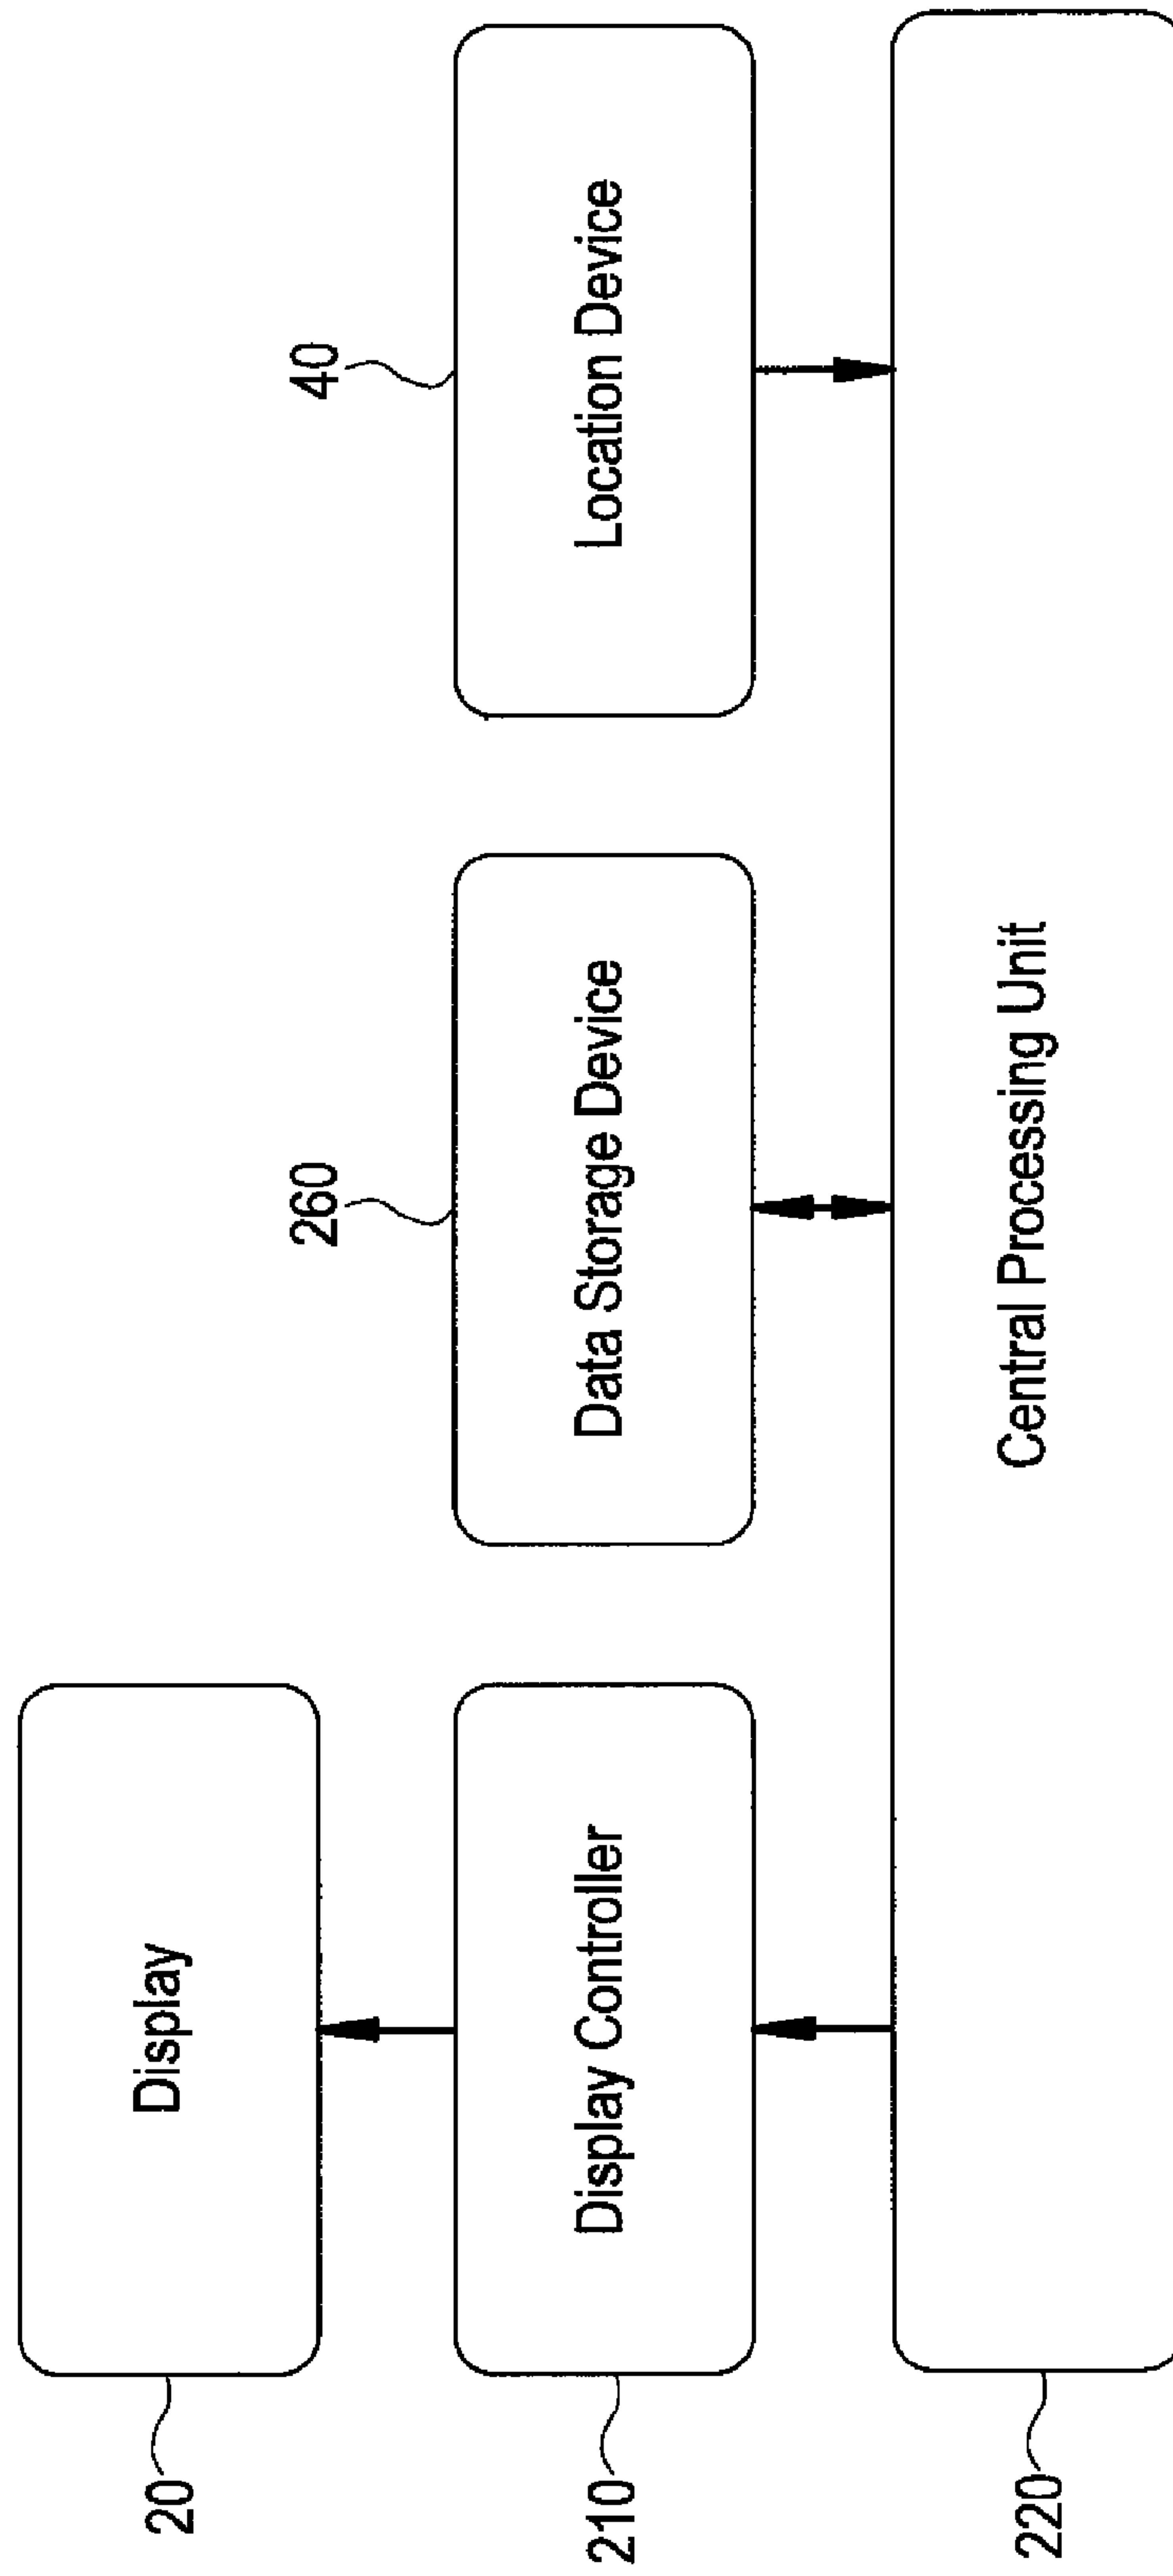 20
Display
210
Display Controller
260
Data Storage Device
40
Location Device
220
Central Processing Unit